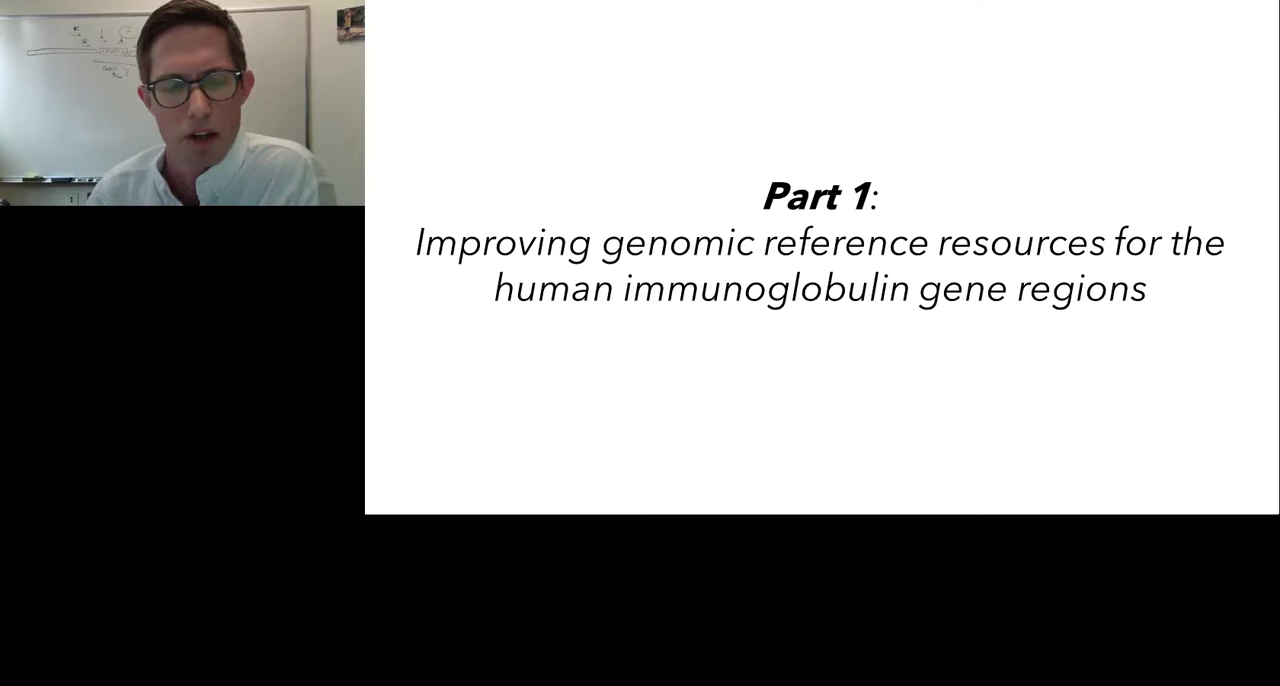 Part 1:
Improving genomic reference resources for the
human immunoglobulin gene regions